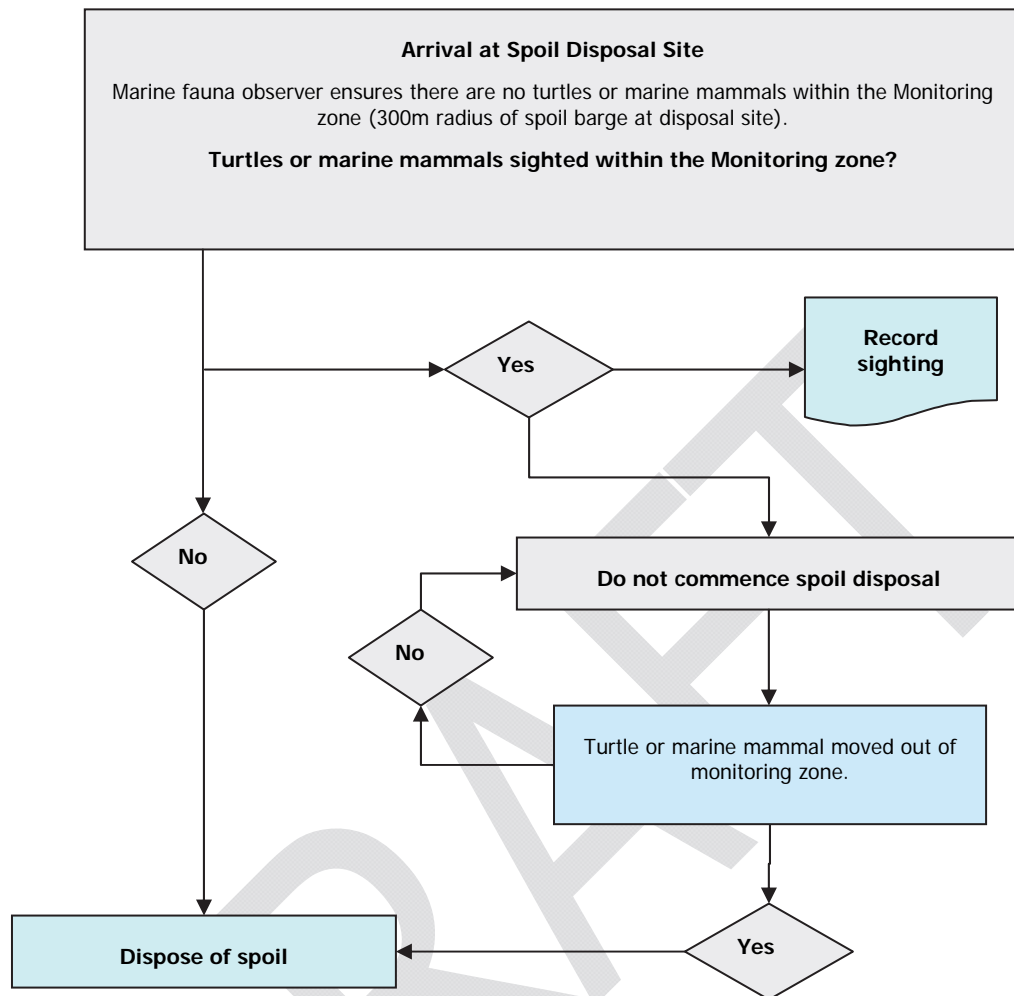 Arrival at Spoil Disposal Site
Marine fauna observer ensures there are no turtles or marine mammals within the Monitoring
zone (300m radius of spoil barge at disposal site).
Turtles or marine mammals sighted within the Monitoring zone?
Yes
Record
sighting
No
Do not commence spoil disposal
No
Turtle or marine mammal moved out of
monitoring zone.
Yes
Dispose of spoil
DRAFT